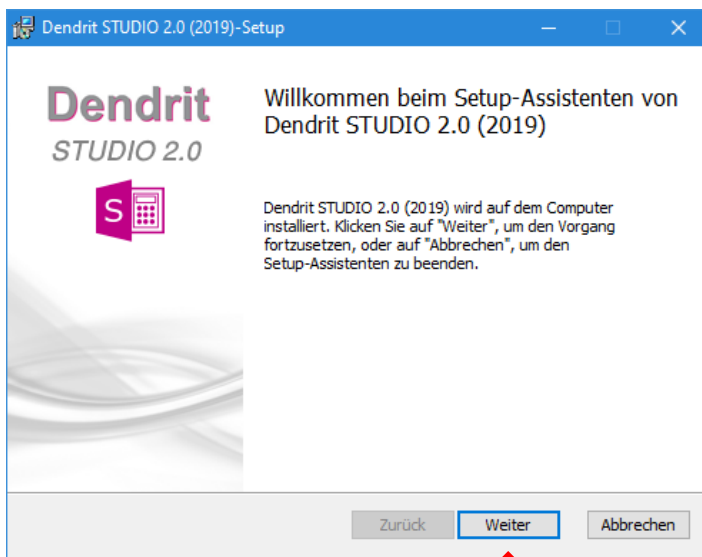 Dendrit STUDIO 2.0 (2019)-Setup
Dendrit
STUDIO 2.0
S
Willkommen beim Setup-Assistenten von
Dendrit STUDIO 2.0 (2019)
Dendrit STUDIO 2.0 (2019) wird auf dem Computer
installiert. Klicken Sie auf "Weiter", um den Vorgang
fortzusetzen, oder auf "Abbrechen", um den
Setup-Assistenten zu beenden.
Zurück Weiter Abbrechen